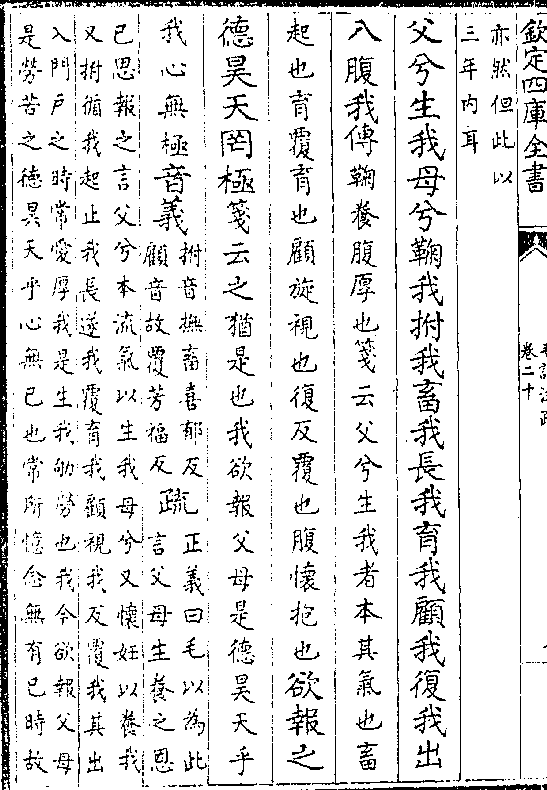 欽定四庫全書
卷二十
亦然但此以
三年内耳
父兮生我母兮鞠我拊我畜我長我育我顧我復我出
入腹我傳鞠養腹厚也箋云父兮生我者本其氣也畜
起也育覆育也顧旋視也復反覆也腹懷抱也欲報之
德昊天罔極箋云之猶是也我欲報父母是德昊天乎
我心無極音義
拊音撫畜喜郁反
顧音故覆芳福反
疏
正義曰毛以為此
言父母生養之恩
已思報之言父兮本流氣以生我母兮又懷妊以養我
又拊循我起止我長遂我覆育我顧視我反覆我其出
入門戶之時常愛厚我是生我劬勞也我今欲報父母
是勞苦之德昊天乎心無已也常所憶念無有已時故